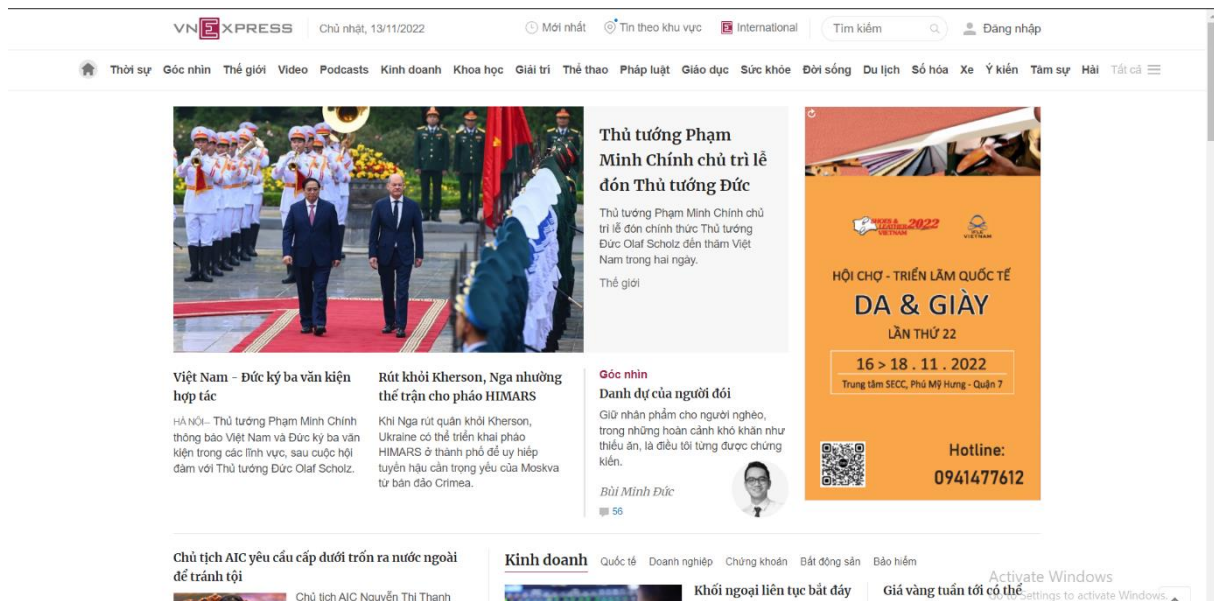 VNEXPRESS
Chủ nhật, 13/11/2022
Mới nhất
Tin theo khu vực
International
Tìm kiếm
Đăng nhập
Thời sự Góc nhìn Thế giới Video Podcasts Kinh doanh Khoa học Giải trí Thể thao Pháp luật Giáo dục Sức khỏe Đời sống Du lịch Số hóa Xe Ý kiến Tâm sự Hài Tất cả
Thủ tướng Phạm
Minh Chính chủ trì lễ
đón Thủ tướng Đức
Thủ tướng Phạm Minh Chính chủ
trì lễ đón chính thức Thủ tướng
Đức Olaf Scholz đến thăm Việt
Nam trong hai ngày.
Thế giới
Việt Nam - Đức ký ba văn kiện
hợp tác
HÀ NỘI– Thủ tướng Phạm Minh Chính
thông báo Việt Nam và Đức ký ba văn
kiện trong các lĩnh vực, sau cuộc hội
đàm với Thủ tướng Đức Olaf Scholz.
Rút khỏi Kherson, Nga nhường
thế trận cho pháo HIMARS
Khi Nga rút quân khỏi Kherson,
Ukraine có thể triển khai pháo
HIMARS ở thành phố để uy hiếp
tuyến hậu cần trọng yếu của Moskva
từ bán đảo Crimea.
Góc nhìn
Danh dự của người đói
Giữ nhân phẩm cho người nghèo,
trong những hoàn cảnh khó khăn như
thiếu ăn, là điều tôi từng được chứng
kiến.
Bùi Minh Đức
56
SHOES &
LEATHER 2022
VIETNAM
VIETNAM
HỘI CHỢ - TRIỂN LÃM QUỐC TẾ
DA & GIÀY
LẦN THỨ 22
16 > 18 . 11 . 2022
Trung tâm SECC, Phú Mỹ Hưng - Quận 7
Hotline:
0941477612
Chủ tịch AIC yêu cầu cấp dưới trốn ra nước ngoài
để tránh tội
Chủ tịch AIC Nguyễn Thị Thanh
Kinh doanh Quốc tế Doanh nghiệp Chứng khoán Bất động sản Bảo hiểm
Khối ngoại liên tục bắt đáy
Giá vàng tuần tới có thể
Activate Windows
Go to Settings to activate Windows.